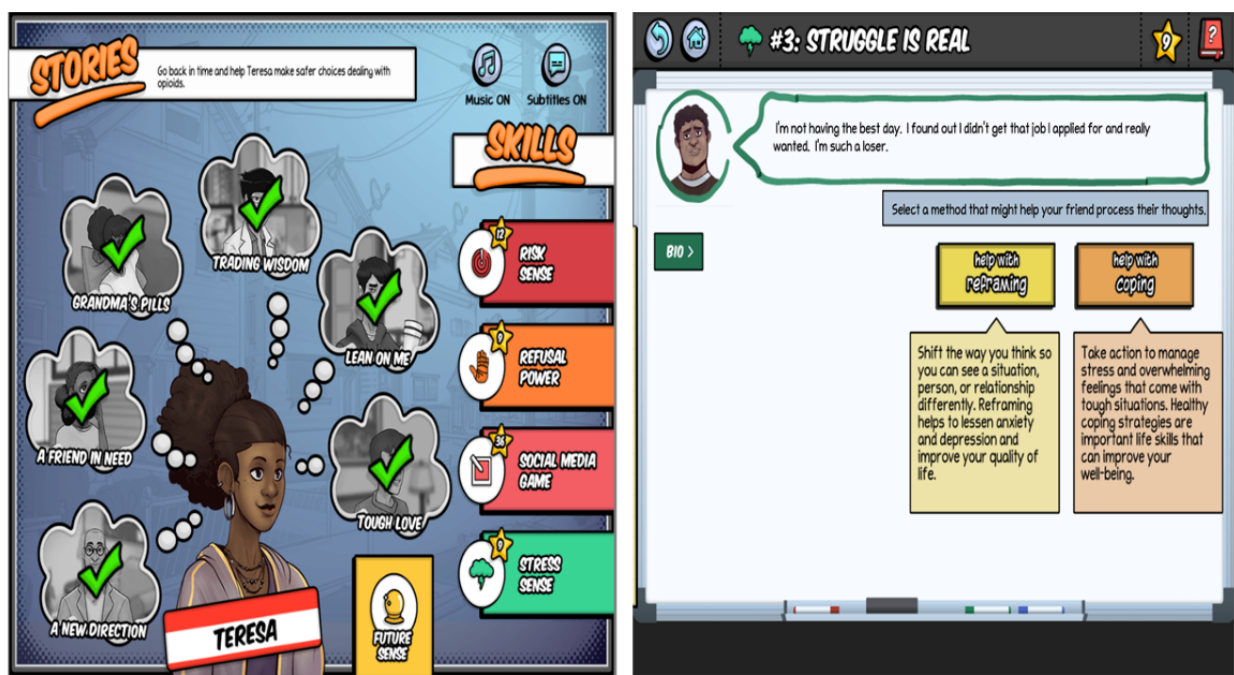 STORIES
Go back in time and help Teresa make safer choices dealing with
opioids.
Music ON
Subtitles ON
SKILLS
TRADING WISDOM
GRANDMA'S PILLS
LEAN ON ME
A FRIEND IN NEED
TOUGH LOVE
A NEW DIRECTION
TERESA
FUTURE
SENSE
12
RISK
SENSE
9
REFUSAL
POWER
36
SOCIAL MEDIA
GAME
9
STRESS
SENSE
#3: STRUGGLE IS REAL
9
?
I'm not having the best day. I found out I didn't get that job I applied for and really
wanted. I'm such a loser.
Select a method that might help your friend process their thoughts.
BIO >
help with
reframing
Shift the way you think so
you can see a situation,
person, or relationship
differently. Reframing
helps to lessen anxiety
and depression and
improve your quality of
life.
help with
coping
Take action to manage
stress and overwhelming
feelings that come with
tough situations. Healthy
coping strategies are
important life skills that
can improve your
well-being.